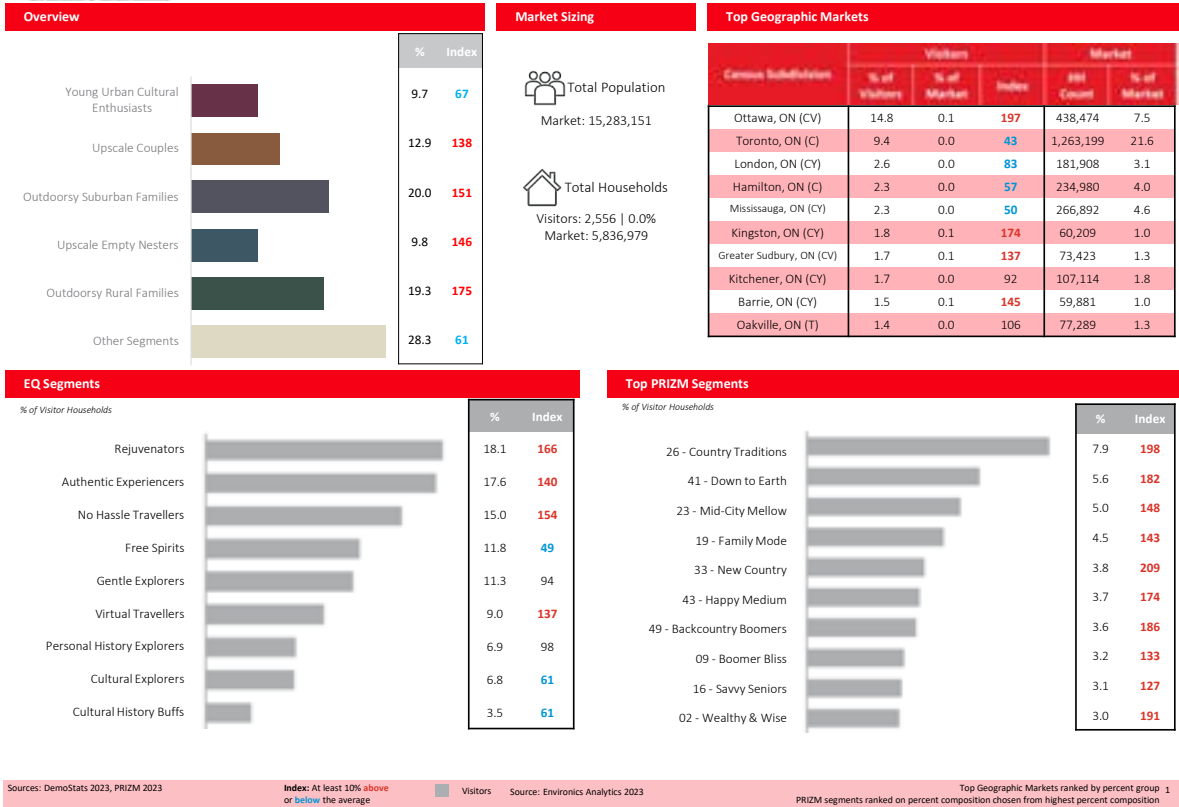 Overview
% Index
Young Urban Cultural
Enthusiasts
9.7 67
Upscale Couples 12.9 138
Outdoorsy Suburban Families 20.0 151
Upscale Empty Nesters 9.8 146
Outdoorsy Rural Families 19.3 175
Other Segments 28.3 61
Market Sizing
Total Population
Market: 15,283,151
Total Households
Visitors: 2,556 | 0.0%
Market: 5,836,979
Top Geographic Markets
Visitors Market
Census Subdivision
% of
Visitors
% of
Market
Index
HH
Count
% of
Market
Ottawa, ON (CV) 14.8 0.1 197 438,474 7.5
Toronto, ON (C) 9.4 0.0 43 1,263,199 21.6
London, ON (CY) 2.6 0.0 83 181,908 3.1
Hamilton, ON (C) 2.3 0.0 57 234,980 4.0
Mississauga, ON (CY) 2.3 0.0 50 266,892 4.6
Kingston, ON (CY) 1.8 0.1 174 60,209 1.0
Greater Sudbury, ON (CV) 1.7 0.1 137 73,423 1.3
Kitchener, ON (CY) 1.7 0.0 92 107,114 1.8
Barrie, ON (CY) 1.5 0.1 145 59,881 1.0
Oakville, ON (T) 1.4 0.0 106 77,289 1.3
EQ Segments
% of Visitor Households
% Index
Rejuvenators 18.1 166
Authentic Experiencers 17.6 140
No Hassle Travellers 15.0 154
Free Spirits 11.8 49
Gentle Explorers 11.3 94
Virtual Travellers 9.0 137
Personal History Explorers 6.9 98
Cultural Explorers 6.8 61
Cultural History Buffs 3.5 61
Top PRIZM Segments
% of Visitor Households
% Index
26 - Country Traditions 7.9 198
41 - Down to Earth 5.6 182
23 - Mid-City Mellow 5.0 148
19 - Family Mode 4.5 143
33 - New Country 3.8 209
43 - Happy Medium 3.7 174
49 - Backcountry Boomers 3.6 186
09 - Boomer Bliss 3.2 133
16 - Savvy Seniors 3.1 127
02 - Wealthy & Wise 3.0 191
Sources: DemoStats 2023, PRIZM 2023
Index: At least 10% above
or below the average
Visitors
Source: Environics Analytics 2023
Top Geographic Markets ranked by percent group 1
PRIZM segments ranked on percent composition chosen from highest percent composition